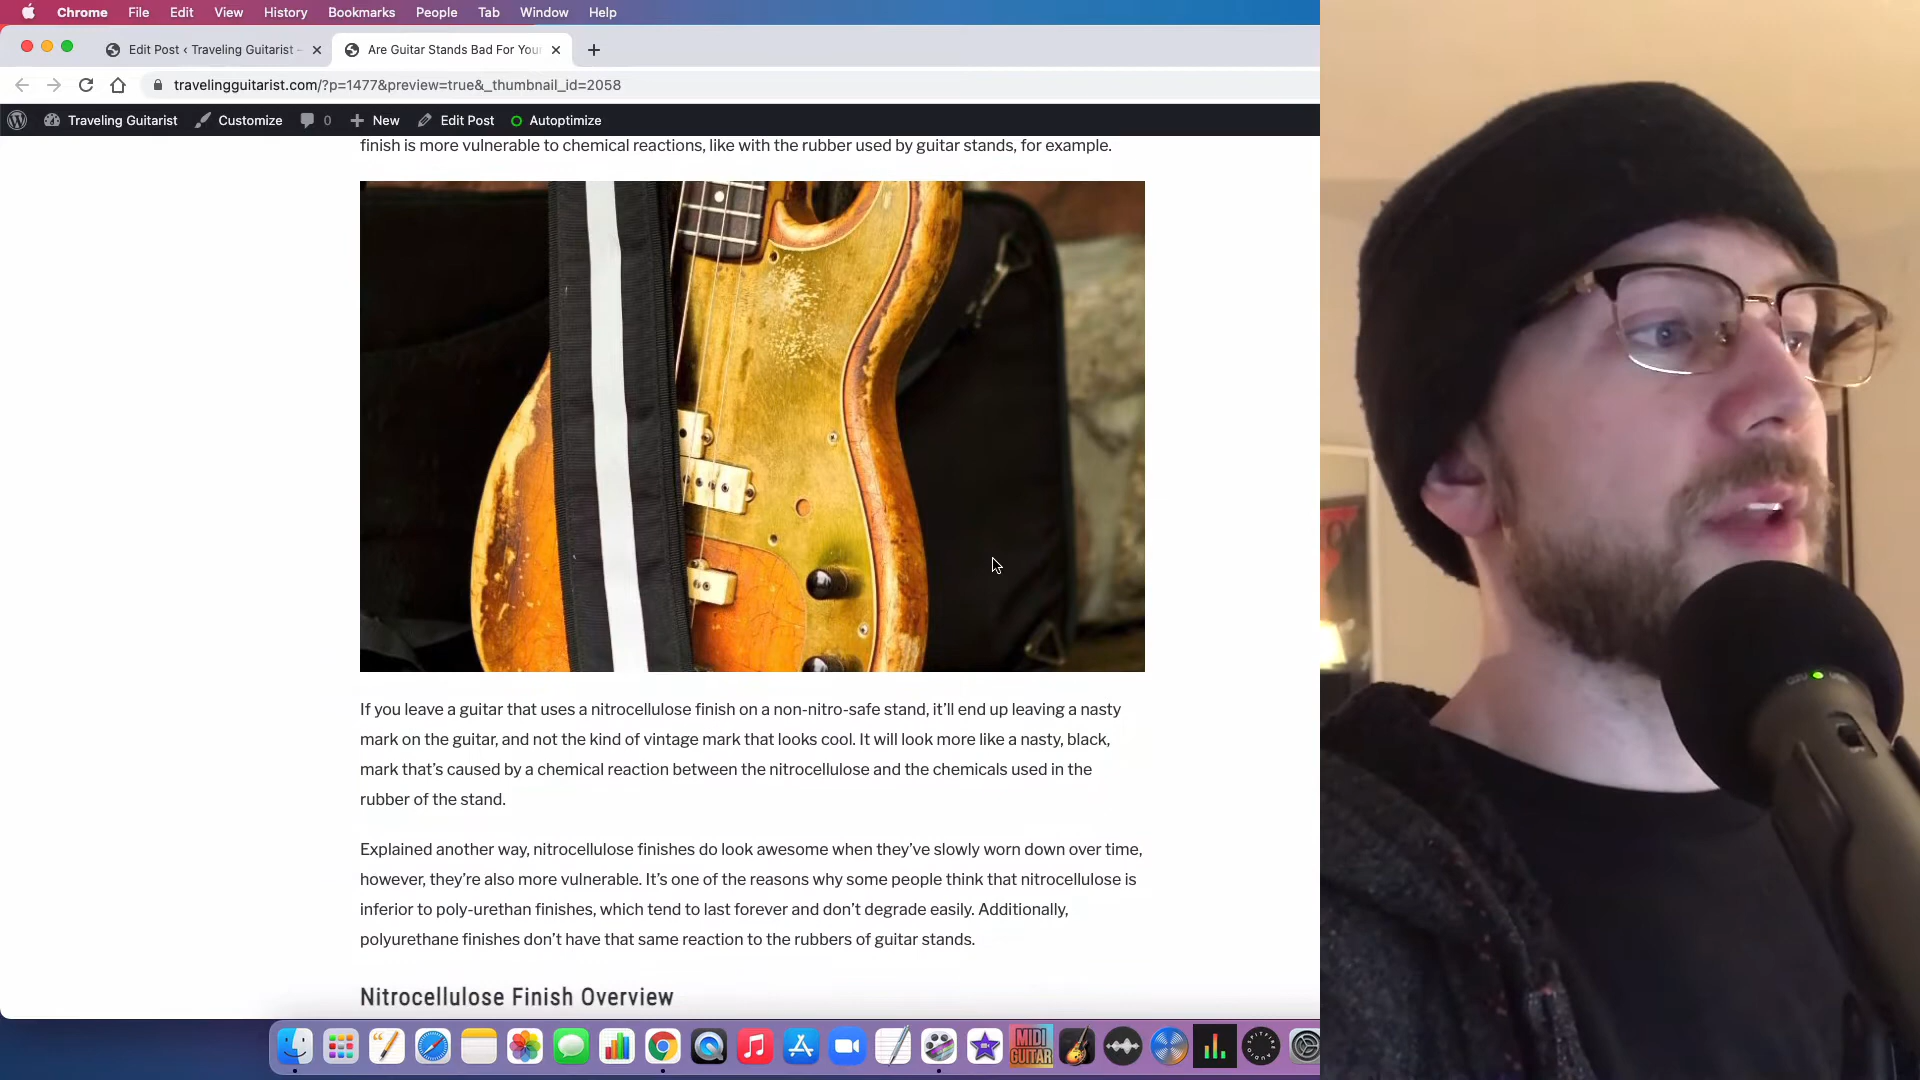 Chrome File Edit View History Bookmarks People Tab Window Help
Edit Post ‹ Traveling Guitarist -
Are Guitar Stands Bad For Your
travelingguitarist.com/?p=1477&preview=true&_thumbnail_id=2058
Traveling Guitarist Customize 0 New Edit Post Autoptimize
finish is more vulnerable to chemical reactions, like with the rubber used by guitar stands, for example.
If you leave a guitar that uses a nitrocellulose finish on a non-nitro-safe stand, it’ll end up leaving a nasty
mark on the guitar, and not the kind of vintage mark that looks cool. It will look more like a nasty, black,
mark that’s caused by a chemical reaction between the nitrocellulose and the chemicals used in the
rubber of the stand.
Explained another way, nitrocellulose finishes do look awesome when they’ve slowly worn down over time,
however, they’re also more vulnerable. It’s one of the reasons why some people think that nitrocellulose is
inferior to poly-urethan finishes, which tend to last forever and don’t degrade easily. Additionally,
polyurethane finishes don’t have that same reaction to the rubbers of guitar stands.
Nitrocellulose Finish Overview
MIDI
GUITAR
SPITFIRE AUDIO